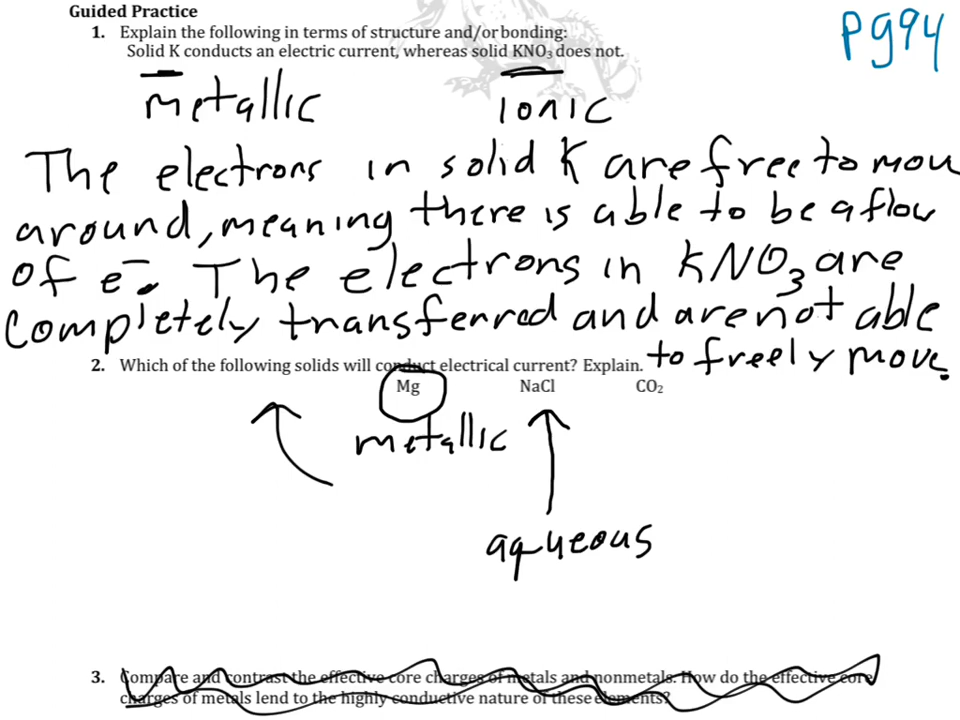 Guided Practice
pg94
1. Explain the following in terms of structure and/or bonding:
Solid K conducts an electric current, whereas solid KNO₃ does not.
metallic ionic
The electrons in solid K are free to mov
around, meaning there is able to be a flow
of e⁻. The electrons in KNO₃ are
completely transferred and are not able
to freely move.
2. Which of the following solids will conduct electrical current? Explain.
Mg NaCl CO₂
metallic
aqueous
3. Compare and contrast the effective core charges of metals and nonmetals. How do the effective core
charges of metals lend to the highly conductive nature of these elements?